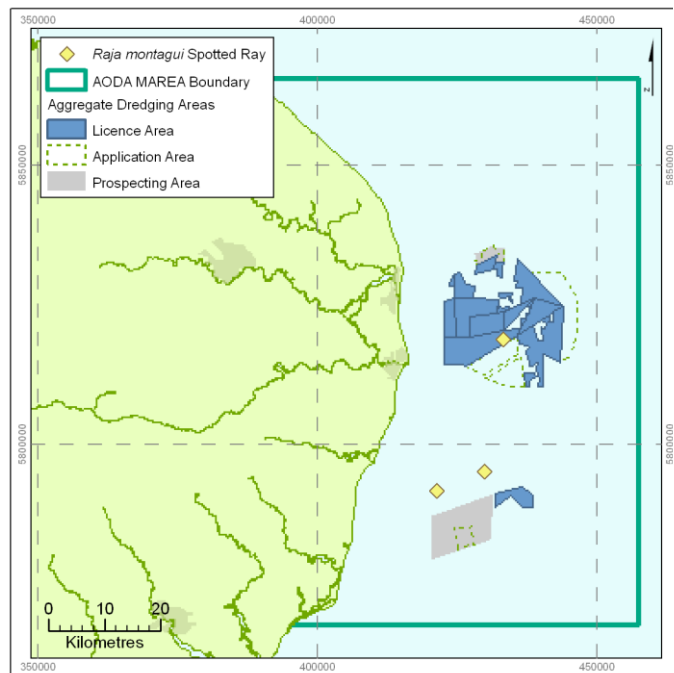 350000 400000 450000
Raja montagui Spotted Ray
AODA MAREA Boundary
Aggregate Dredging Areas
Licence Area
Application Area
Prospecting Area
z
5850000 5850000
5800000 5800000
0 10 20
Kilometres
350000 400000 450000